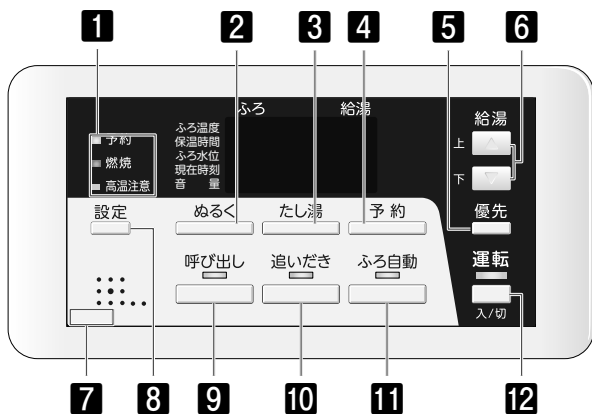 1
2
3
4
5
6
ふろ 給湯
予約
燃焼
高温注意
ふろ温度
保温時間
ふろ水位
現在時刻
音 量
給湯
上
下
設定
ぬるく
たし湯
予 約
優先
呼び出し
追いだき
ふろ自動
運転
入/切
7
8
9
10
11
12